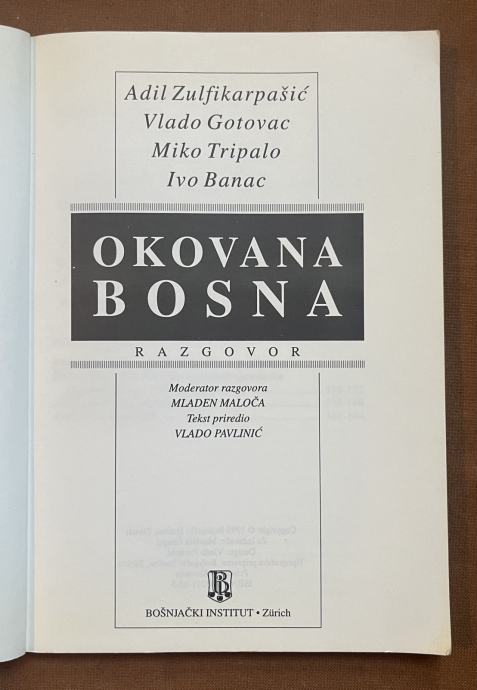 Adil Zulfikarpašić
Vlado Gotovac
Miko Tripalo
Ivo Banac
OKOVANA
BOSNA
RAZGOVOR
Moderator razgovora
MLADEN MALOČA
Tekst priredio
VLADO PAVLINIĆ
BOŠNJAČKI INSTITUT • Zürich